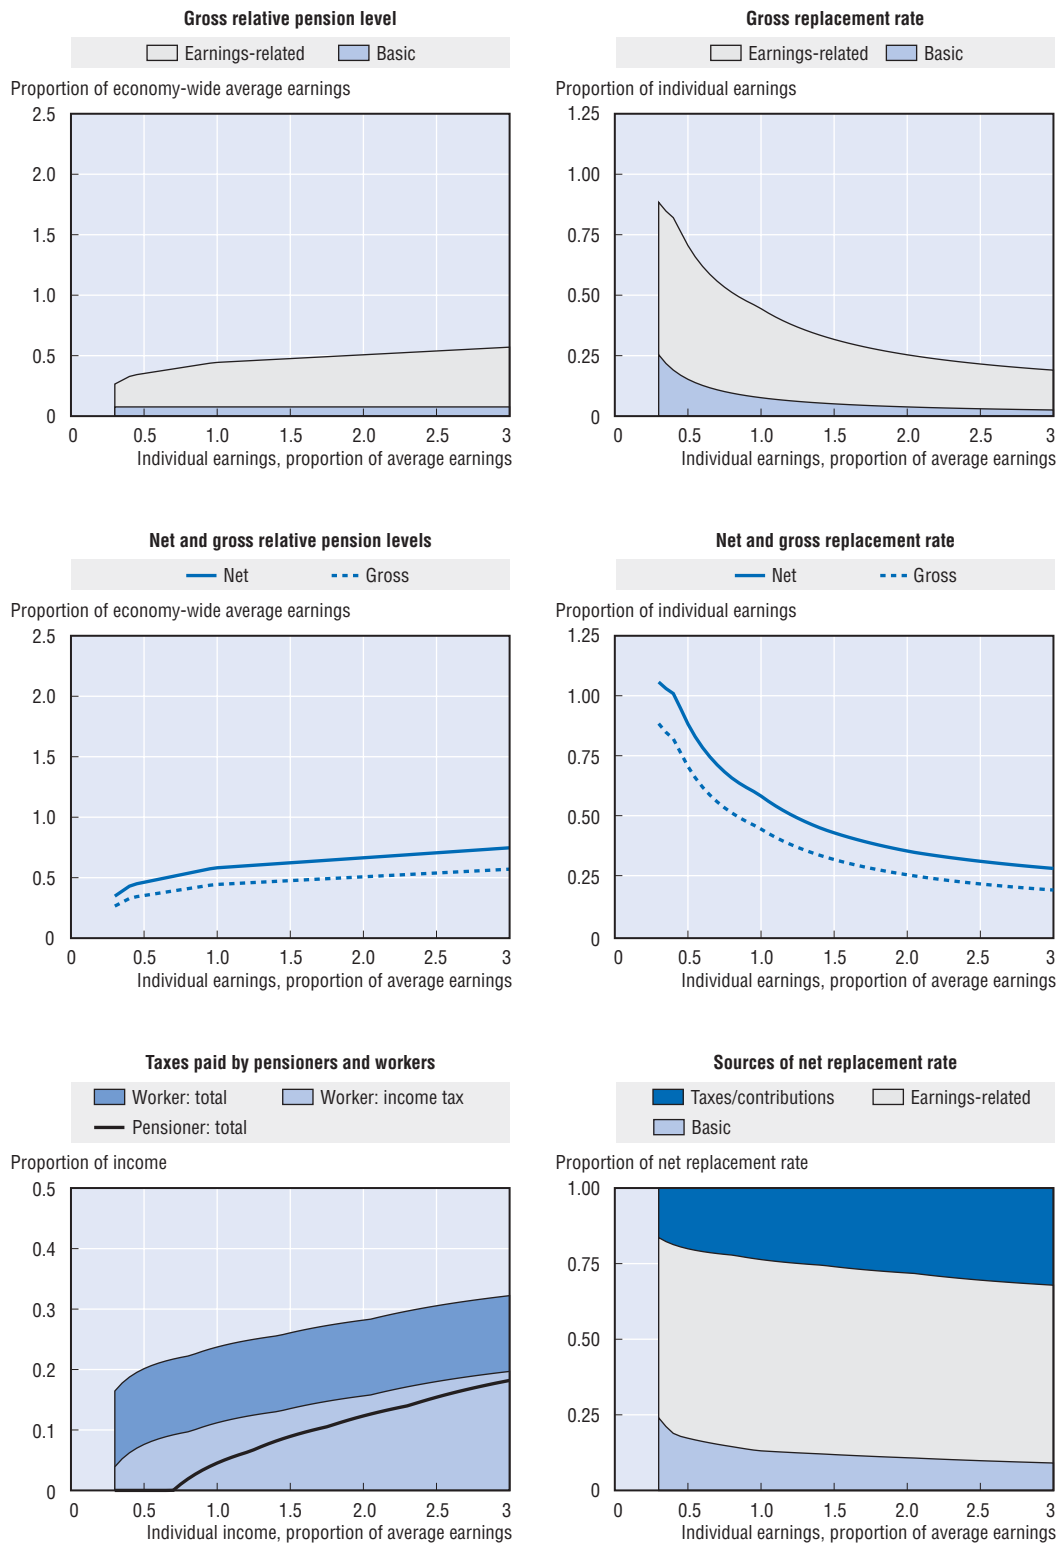 Gross relative pension level
Earnings-related Basic
Proportion of economy-wide average earnings
2.5
2.0
1.5
1.0
0.5
0
0 0.5 1.0 1.5 2.0 2.5 3
Individual earnings, proportion of average earnings
Gross replacement rate
Earnings-related Basic
Proportion of individual earnings
1.25
1.00
0.75
0.50
0.25
0
0 0.5 1.0 1.5 2.0 2.5 3
Individual earnings, proportion of average earnings
Net and gross relative pension levels
Net Gross
Proportion of economy-wide average earnings
2.5
2.0
1.5
1.0
0.5
0
0 0.5 1.0 1.5 2.0 2.5 3
Individual earnings, proportion of average earnings
Net and gross replacement rate
Net Gross
Proportion of individual earnings
1.25
1.00
0.75
0.50
0.25
0
0 0.5 1.0 1.5 2.0 2.5 3
Individual earnings, proportion of average earnings
Taxes paid by pensioners and workers
Worker: total Worker: income tax
Pensioner: total
Proportion of income
0.5
0.4
0.3
0.2
0.1
0
0 0.5 1.0 1.5 2.0 2.5 3
Individual income, proportion of average earnings
Sources of net replacement rate
Taxes/contributions Earnings-related
Basic
Proportion of net replacement rate
1.00
0.75
0.50
0.25
0
0 0.5 1.0 1.5 2.0 2.5 3
Individual earnings, proportion of average earnings